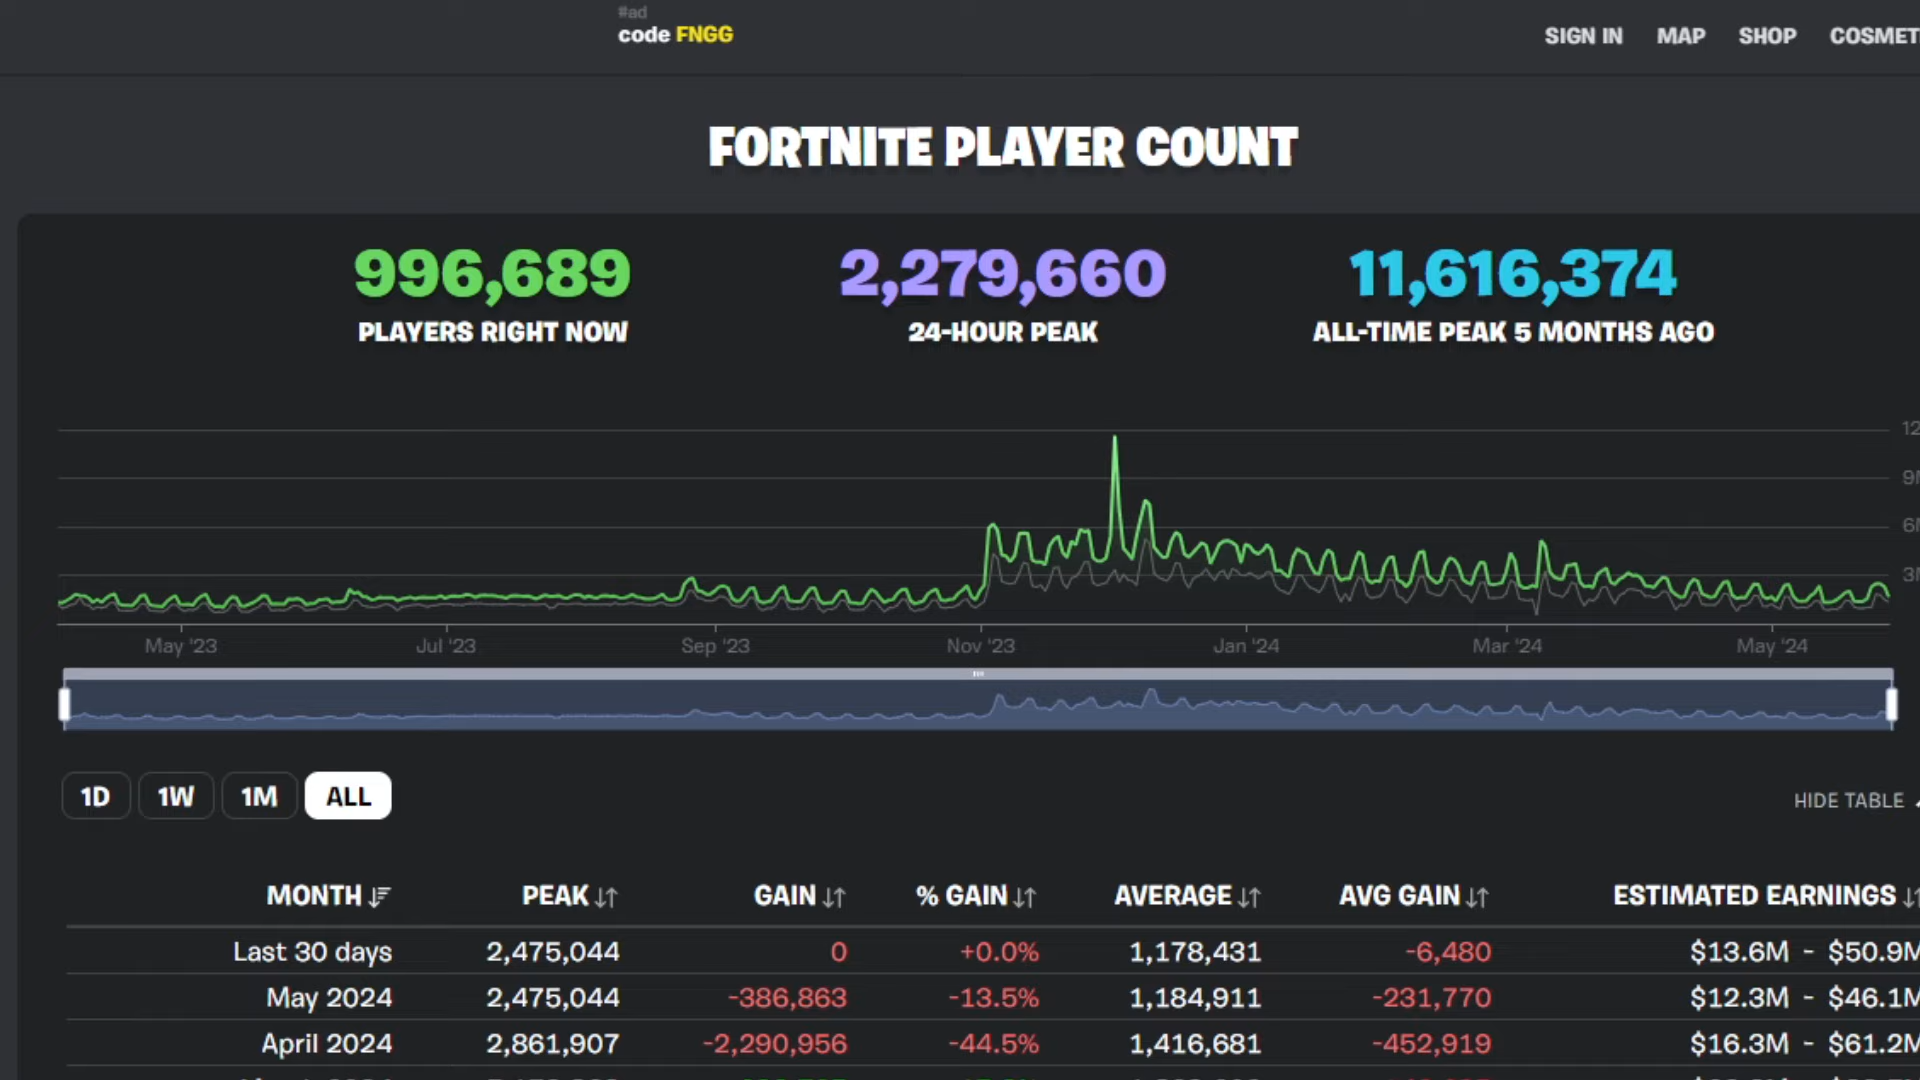 #ad
code FNGG
SIGN IN MAP SHOP COSMET
FORTNITE PLAYER COUNT
996,689 2,279,660 11,616,374
PLAYERS RIGHT NOW 24-HOUR PEAK ALL-TIME PEAK 5 MONTHS AGO
12
9M
6M
3M
May '23 Jul '23 Sep '23 Nov '23 Jan '24 Mar '24 May '24
1D 1W 1M ALL
HIDE TABLE
MONTH PEAK GAIN % GAIN AVERAGE AVG GAIN ESTIMATED EARNINGS
Last 30 days 2,475,044 0 +0.0% 1,178,431 -6,480 $13.6M - $50.9M
May 2024 2,475,044 -386,863 -13.5% 1,184,911 -231,770 $12.3M - $46.1M
April 2024 2,861,907 -2,290,956 -44.5% 1,416,681 -452,919 $16.3M - $61.2M